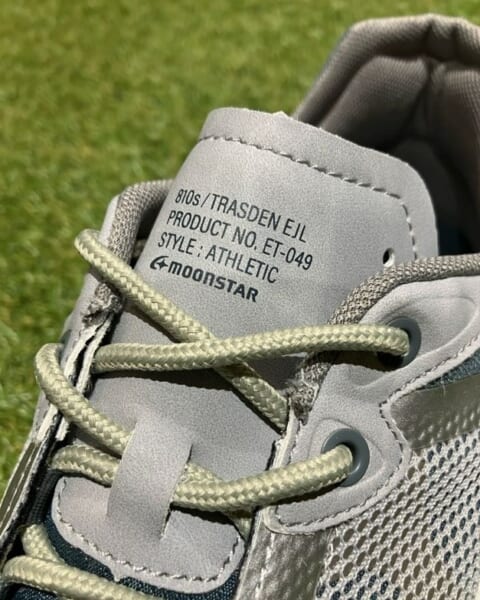 810s / TRASDEN EJL
PRODUCT NO. ET-049
STYLE : ATHLETIC
MOONSTAR